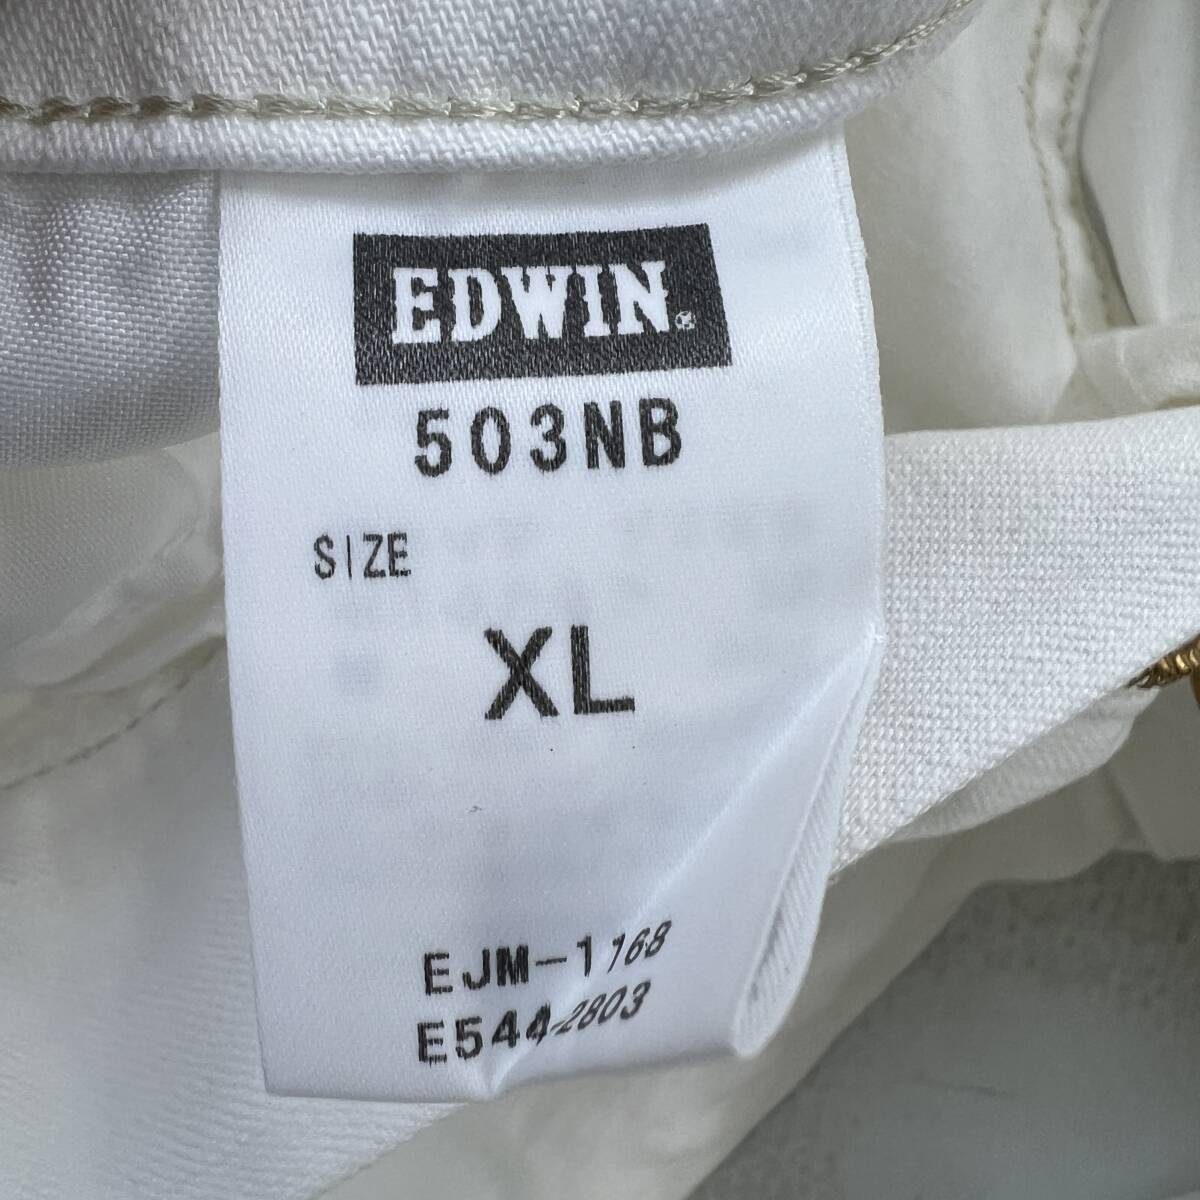 EDWIN
503NB
SIZE
XL
EJM-1168
E544-2803